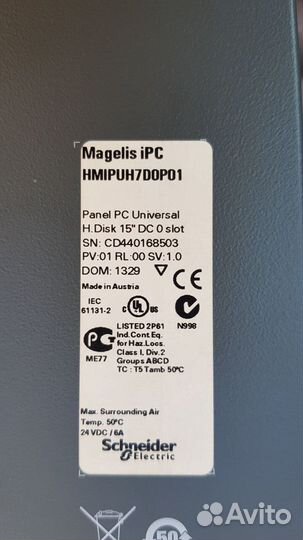 Magelis iPC
HMIPUH7D0P01
Panel PC Universal
H.Disk 15" DC 0 slot
SN: CD440168503
PV:01 RL:00 SV:1.0
DOM: 1329
Made in Austria
IEC
61131-2
c UL US
N998
LISTED 2P61
Ind.Cont.Eq.
for Haz.Locs.
Class I, Div.2
Groups ABCD
TC : T5 Tamb 50°C
ME77
Max. Surrounding Air
Temp. 50°C
24 VDC / 6A
Schneider
Electric
50
Avito